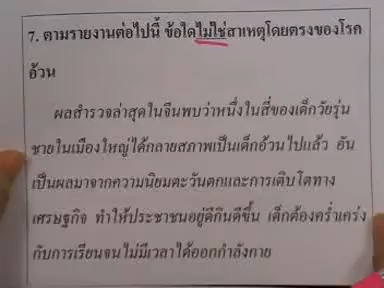 7. ตามรายงานต่อไปนี้ ข้อใดไม่ใช่สาเหตุโดยตรงของโรค
อ้วน
ผลสำรวจล่าสุดในจีนพบว่าหนึ่งในสี่ของเด็กวัยรุ่น
ชายในเมืองใหญ่ได้กลายสภาพเป็นเด็กอ้วนไปแล้ว อัน
เป็นผลมาจากความนิยมตะวันตกและการเติบโตทาง
เศรษฐกิจ ทำให้ประชาชนอยู่ดีกินดีขึ้น เด็กต้องคร่ำเคร่ง
กับการเรียนจนไม่มีเวลาได้ออกกำลังกาย